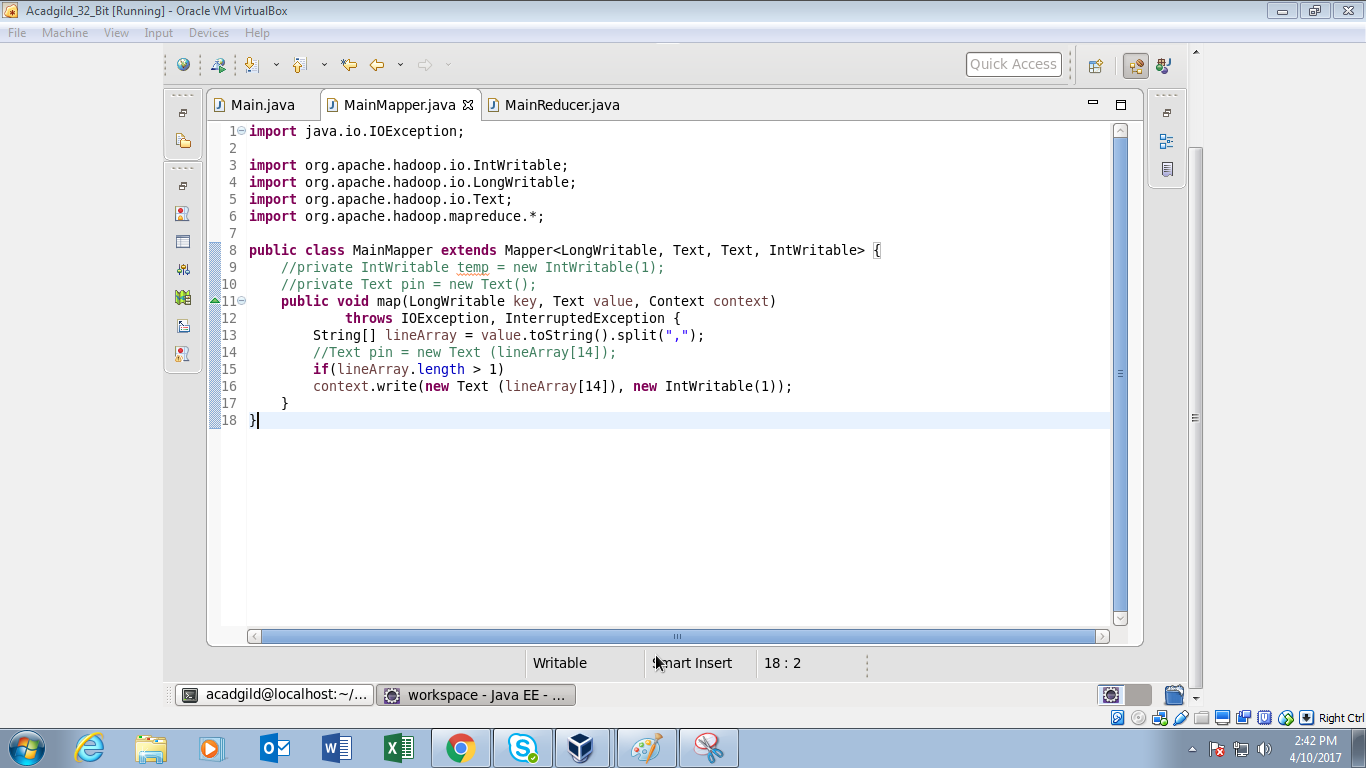 Acadgild_32_Bit [Running] - Oracle VM VirtualBox
File Machine View Input Devices Help
Quick Access
Main.java MainMapper.java MainReducer.java
1 import java.io.IOException;
2
3 import org.apache.hadoop.io.IntWritable;
4 import org.apache.hadoop.io.LongWritable;
5 import org.apache.hadoop.io.Text;
6 import org.apache.hadoop.mapreduce.*;
7
8 public class MainMapper extends Mapper<LongWritable, Text, Text, IntWritable> {
9 //private IntWritable temp = new IntWritable(1);
10 //private Text pin = new Text();
11 public void map(LongWritable key, Text value, Context context)
12 throws IOException, InterruptedException {
13 String[] lineArray = value.toString().split(",");
14 //Text pin = new Text (lineArray[14]);
15 if(lineArray.length > 1)
16 context.write(new Text (lineArray[14]), new IntWritable(1));
17 }
18 }
Writable Smart Insert 18 : 2
acadgild@localhost:~/... workspace - Java EE - ...
Right Ctrl
2:42 PM
4/10/2017